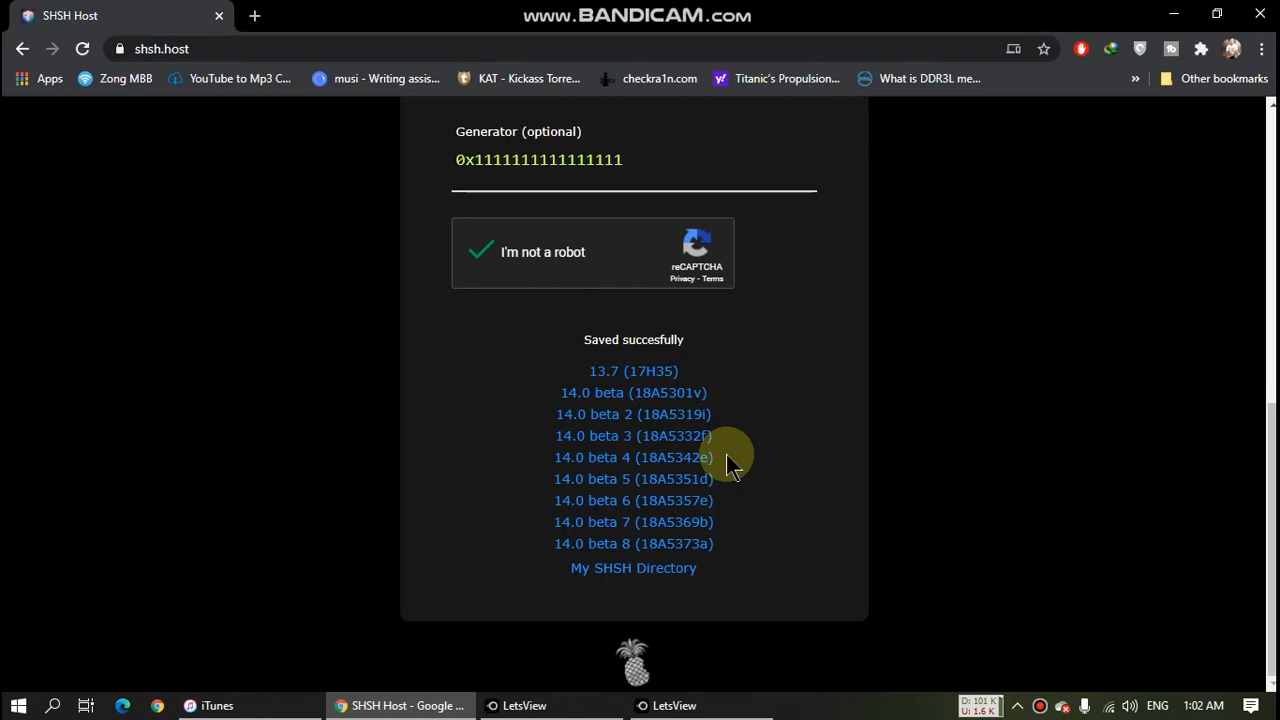 SHSH Host
www.BANDICAM.com
shsh.host
Apps
Zong MBB
YouTube to Mp3 C...
musi - Writing assis...
KAT - Kickass Torre...
checkra1n.com
Titanic's Propulsion...
What is DDR3L me...
»
Other bookmarks
Generator (optional)
0x1111111111111111
I'm not a robot
reCAPTCHA
Privacy - Terms
Saved succesfully
13.7 (17H35)
14.0 beta (18A5301v)
14.0 beta 2 (18A5319i)
14.0 beta 3 (18A5332f)
14.0 beta 4 (18A5342e)
14.0 beta 5 (18A5351d)
14.0 beta 6 (18A5357e)
14.0 beta 7 (18A5369b)
14.0 beta 8 (18A5373a)
My SHSH Directory
iTunes
SHSH Host - Google ...
LetsView
LetsView
D: 101 K
U: 1.6 K
ENG
1:02 AM